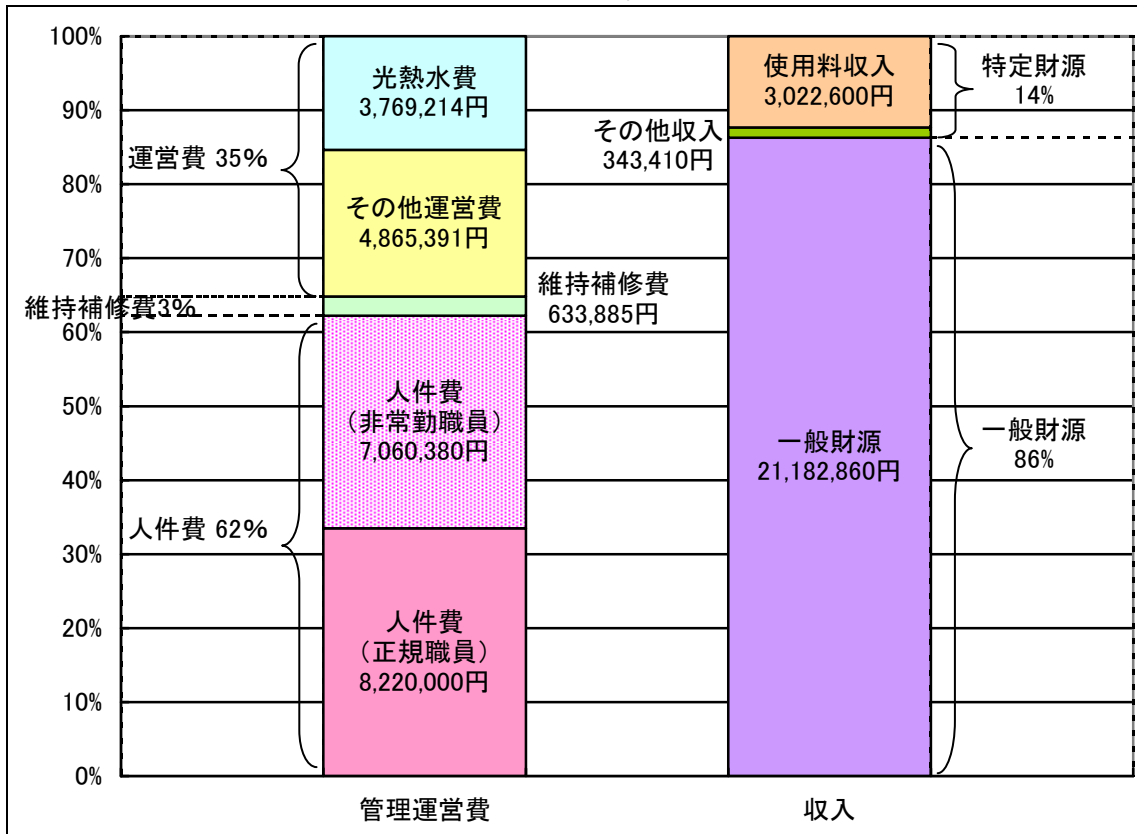 100%
90%
80%
70%
60%
50%
40%
30%
20%
10%
0%
運営費 35%
維持補修費3%
人件費 62%
光熱水費
3,769,214円
その他運営費
4,865,391円
維持補修費
633,885円
人件費
（非常勤職員）
7,060,380円
人件費
（正規職員）
8,220,000円
使用料収入
3,022,600円
その他収入
343,410円
一般財源
21,182,860円
特定財源
14%
一般財源
86%
管理運営費
収入